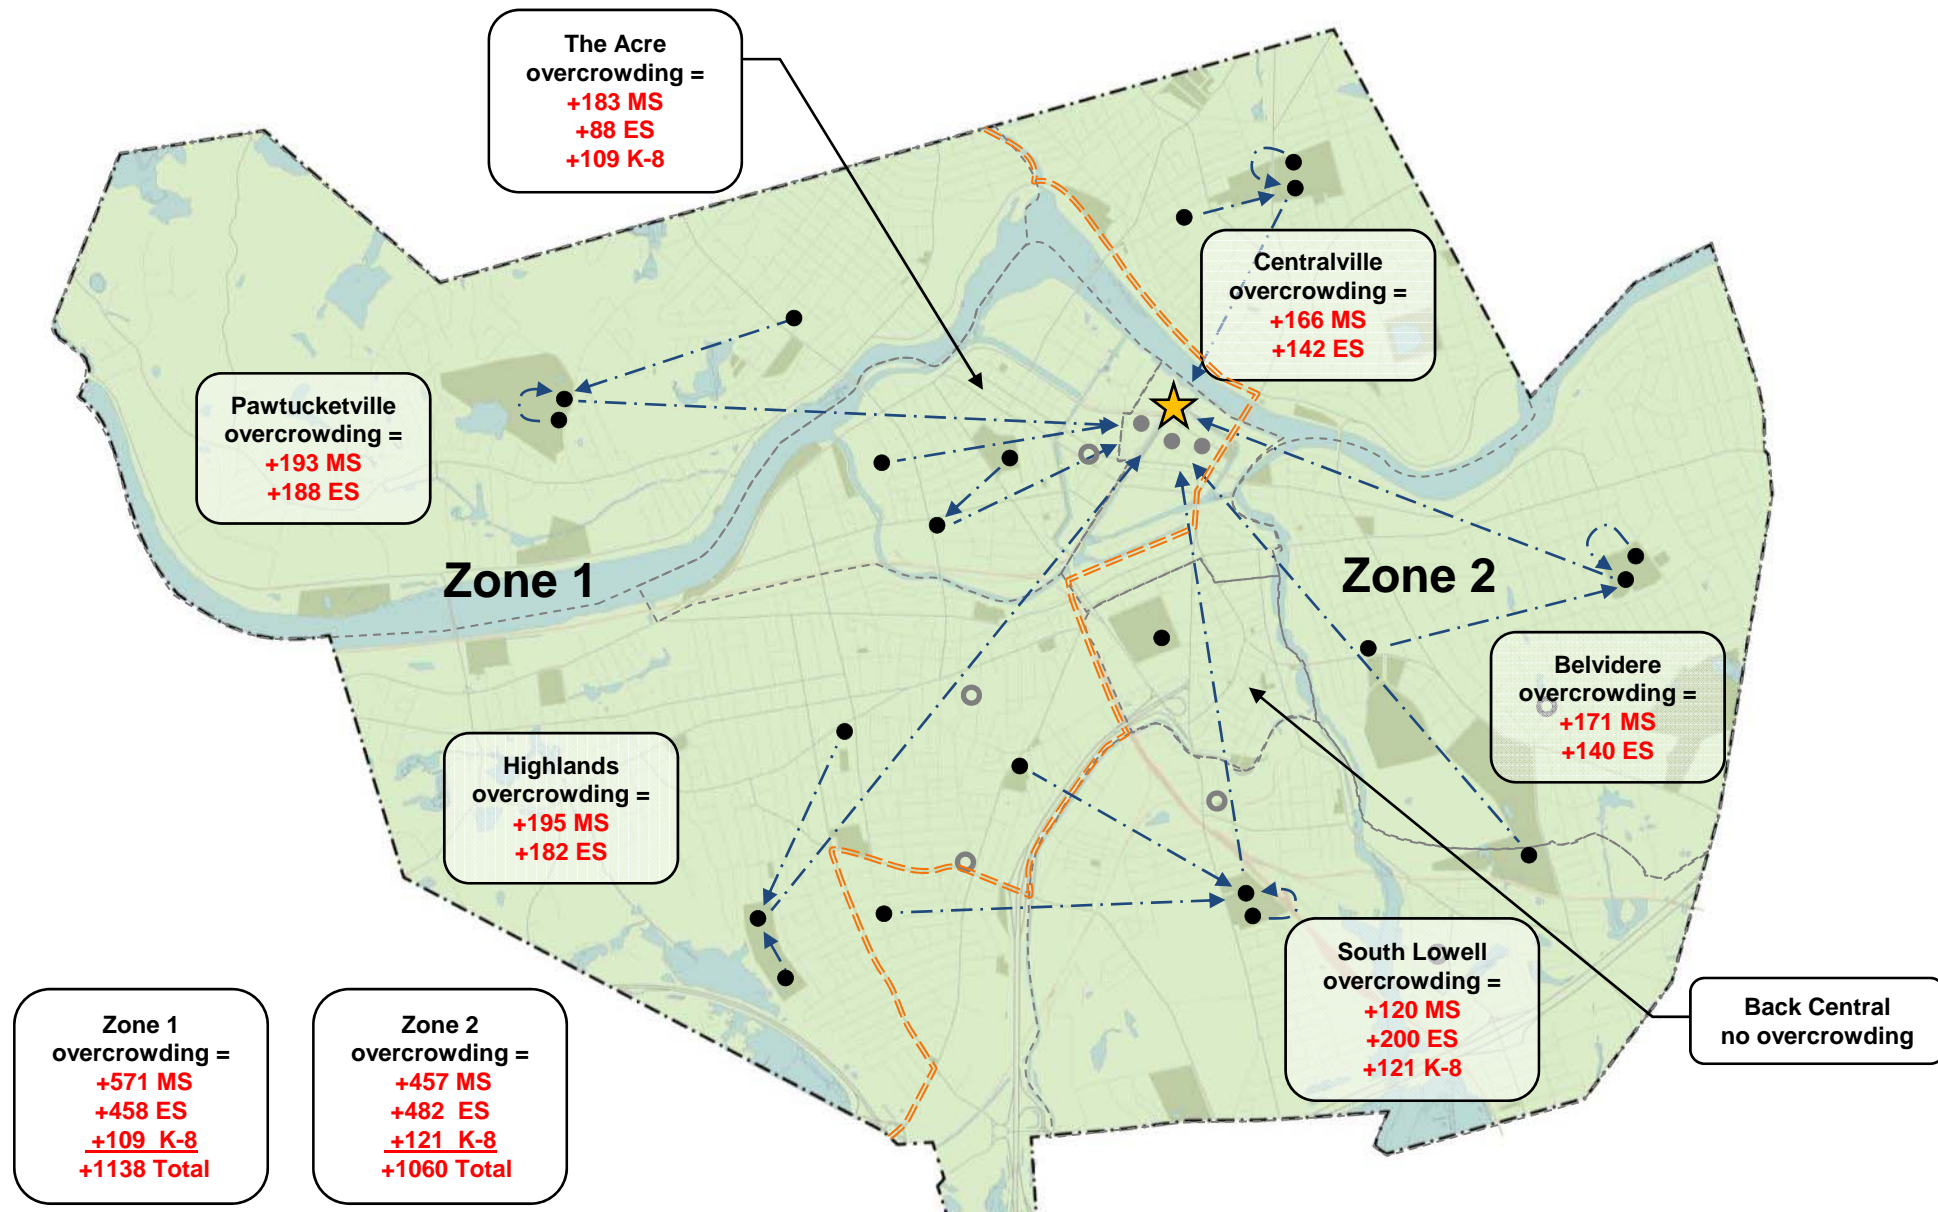 The Acre
overcrowding =
+183 MS
+88 ES
+109 K-8
Centralville
overcrowding =
+166 MS
+142 ES
Pawtucketville
overcrowding =
+193 MS
+188 ES
Zone 1
Zone 2
Belvidere
overcrowding =
+171 MS
+140 ES
Highlands
overcrowding =
+195 MS
+182 ES
South Lowell
overcrowding =
+120 MS
+200 ES
+121 K-8
Back Central
no overcrowding
Zone 1
overcrowding =
+571 MS
+458 ES
+109 K-8
+1138 Total
Zone 2
overcrowding =
+457 MS
+482 ES
+121 K-8
+1060 Total